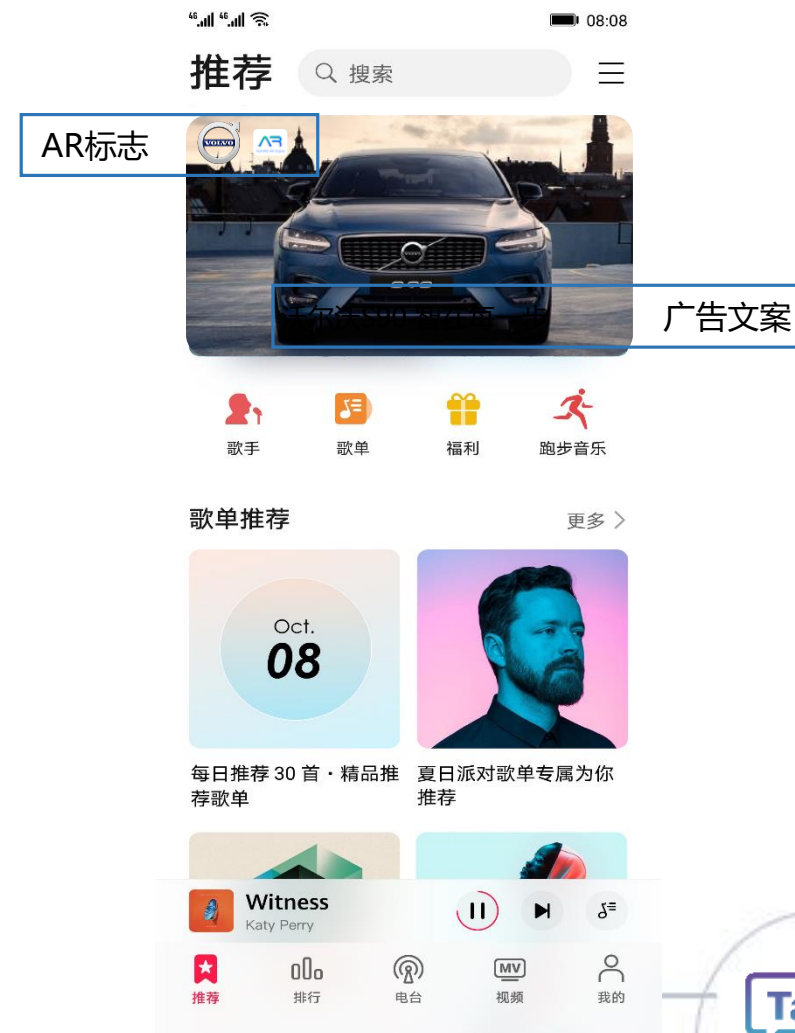 4G 4G 08:08
推荐 搜索
AR标志
VOLVO AR
广告文案
歌手 歌单 福利 跑步音乐
歌单推荐 更多
Oct.
08
每日推荐 30 首·精品推
荐歌单
夏日派对歌单专属为你
推荐
Witness
Katy Perry
MV
推荐 排行 电台 视频 我的